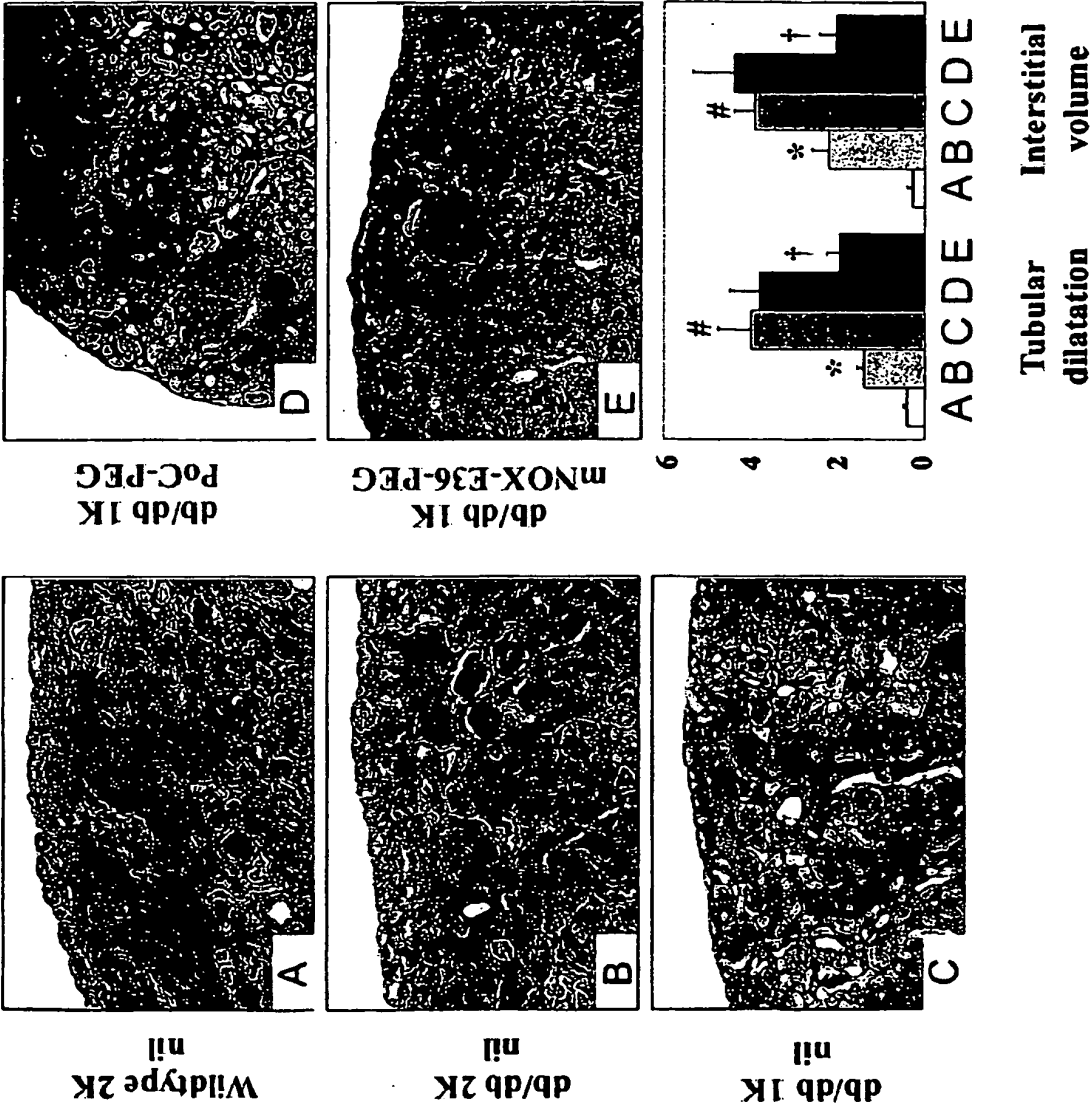 Wildtype 2K
nil
A
db/db 2K
nil
B
db/db 1K
nil
C
db/db 1K
PoC-PEG
D
db/db 1K
mNOX-E36-PEG
E
6
4
2
0
*
#
†
*
#
†
A B C D E A B C D E
Tubular
dilatation
Interstitial
volume